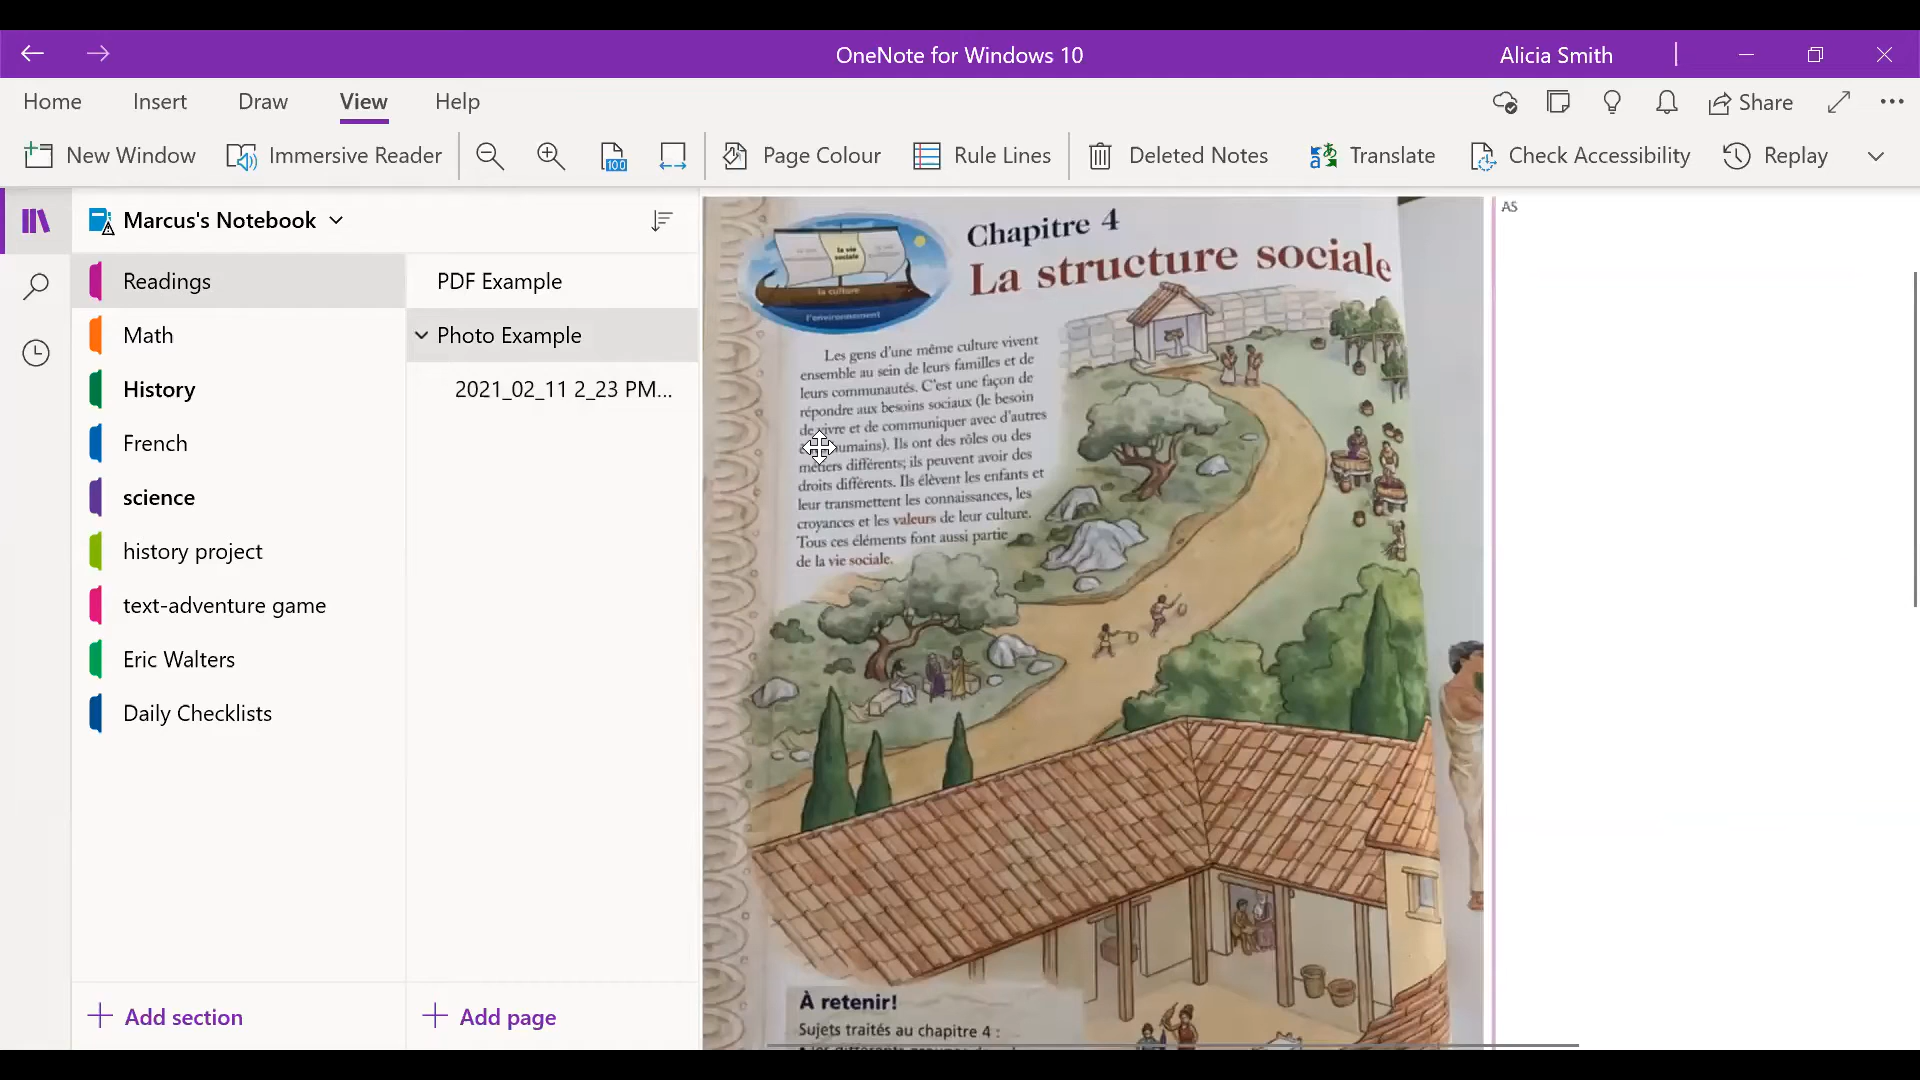 OneNote for Windows 10
Alicia Smith
Home
Insert
Draw
View
Help
Share
New Window
Immersive Reader
100
Page Colour
Rule Lines
Deleted Notes
Translate
Check Accessibility
Replay
Marcus's Notebook
Readings
Math
History
French
science
history project
text-adventure game
Eric Walters
Daily Checklists
Add section
PDF Example
Photo Example
2021_02_11 2_23 PM...
Add page
AS
la vie
sociale
la culture
l'environnement
Chapitre 4
La structure sociale
Les gens d'une même culture vivent
ensemble au sein de leurs familles et de
leurs communautés. C'est une façon de
répondre aux besoins sociaux (le besoin
de vivre et de communiquer avec d'autres
humains). Ils ont des rôles ou des
métiers différents; ils peuvent avoir des
droits différents. Ils élèvent les enfants et
leur transmettent les connaissances, les
croyances et les valeurs de leur culture.
Tous ces éléments font aussi partie
de la vie sociale.
À retenir!
Sujets traités au chapitre 4 :